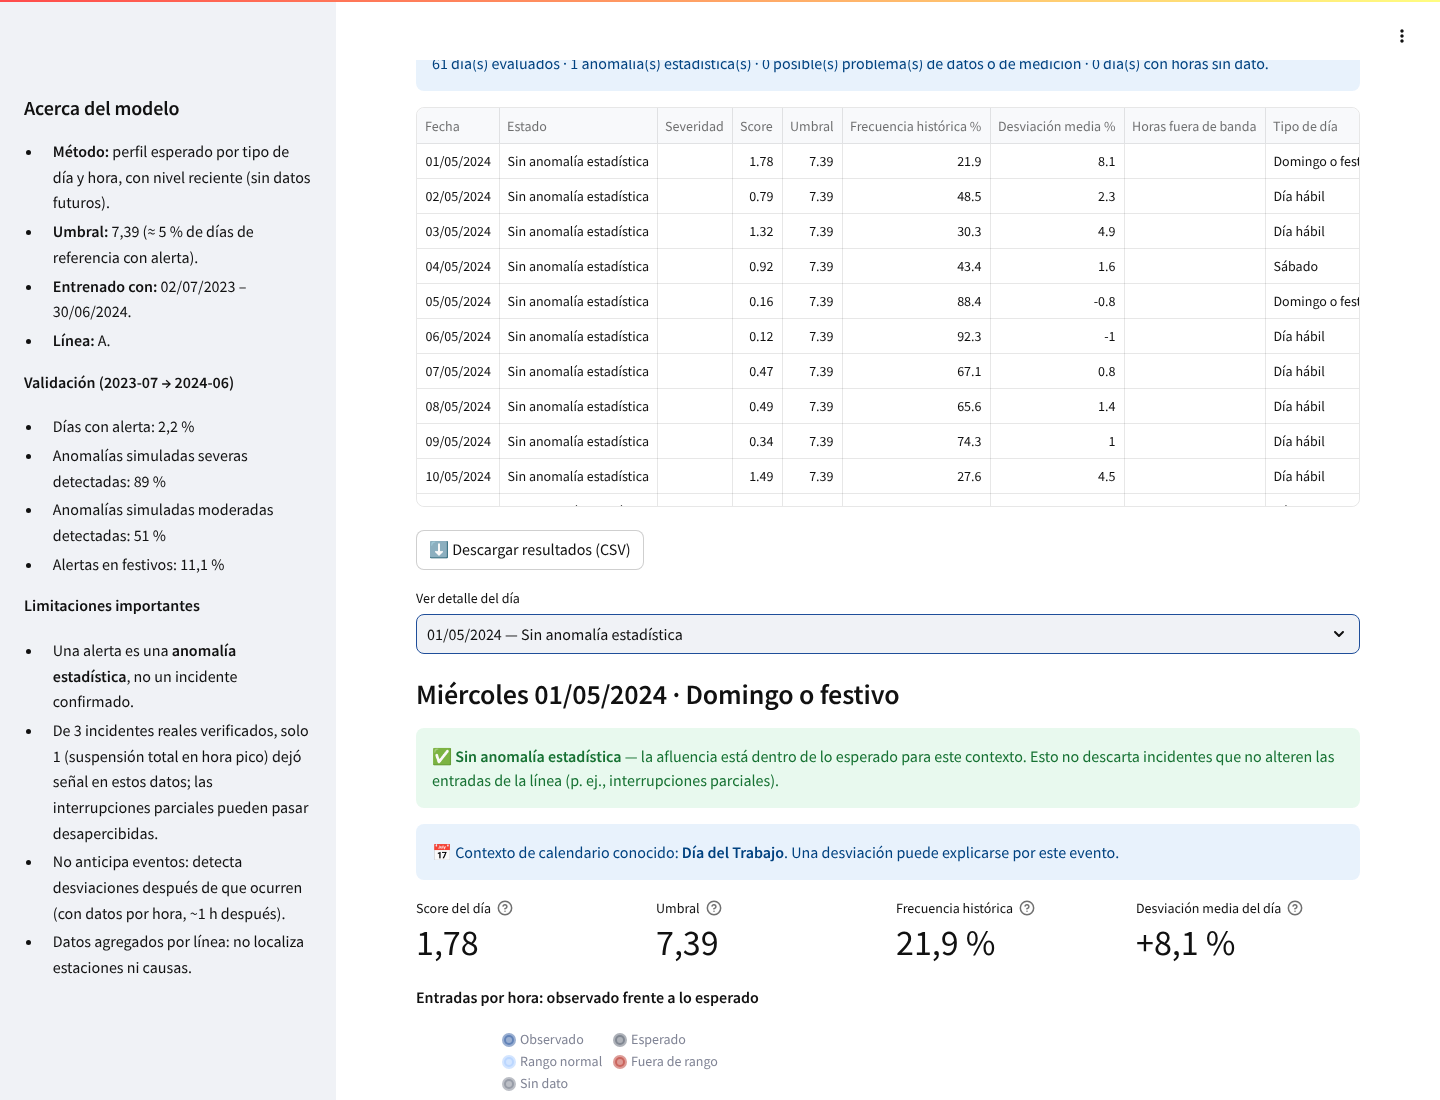 Acerca del modelo
Método: perfil esperado por tipo de
día y hora, con nivel reciente (sin datos
futuros).
Umbral: 7,39 (≈ 5 % de días de
referencia con alerta).
Entrenado con: 02/07/2023 –
30/06/2024.
Línea: A.
Validación (2023-07 → 2024-06)
Días con alerta: 2,2 %
Anomalías simuladas severas
detectadas: 89 %
Anomalías simuladas moderadas
detectadas: 51 %
Alertas en festivos: 11,1 %
Limitaciones importantes
Una alerta es una anomalía
estadística, no un incidente
confirmado.
De 3 incidentes reales verificados, solo
1 (suspensión total en hora pico) dejó
señal en estos datos; las
interrupciones parciales pueden pasar
desapercibidas.
No anticipa eventos: detecta
desviaciones después de que ocurren
(con datos por hora, ~1 h después).
Datos agregados por línea: no localiza
estaciones ni causas.
61 día(s) evaluados · 1 anomalía(s) estadística(s) · 0 posible(s) problema(s) de datos o de medición · 0 día(s) con horas sin dato.
Fecha Estado Severidad Score Umbral Frecuencia histórica % Desviación media % Horas fuera de banda Tipo de día
01/05/2024 Sin anomalía estadística 1.78 7.39 21.9 8.1 Domingo o fest
02/05/2024 Sin anomalía estadística 0.79 7.39 48.5 2.3 Día hábil
03/05/2024 Sin anomalía estadística 1.32 7.39 30.3 4.9 Día hábil
04/05/2024 Sin anomalía estadística 0.92 7.39 43.4 1.6 Sábado
05/05/2024 Sin anomalía estadística 0.16 7.39 88.4 -0.8 Domingo o fest
06/05/2024 Sin anomalía estadística 0.12 7.39 92.3 -1 Día hábil
07/05/2024 Sin anomalía estadística 0.47 7.39 67.1 0.8 Día hábil
08/05/2024 Sin anomalía estadística 0.49 7.39 65.6 1.4 Día hábil
09/05/2024 Sin anomalía estadística 0.34 7.39 74.3 1 Día hábil
10/05/2024 Sin anomalía estadística 1.49 7.39 27.6 4.5 Día hábil
Descargar resultados (CSV)
Ver detalle del día
01/05/2024 — Sin anomalía estadística
Miércoles 01/05/2024 · Domingo o festivo
✅ Sin anomalía estadística — la afluencia está dentro de lo esperado para este contexto. Esto no descarta incidentes que no alteren las
entradas de la línea (p. ej., interrupciones parciales).
Contexto de calendario conocido: Día del Trabajo. Una desviación puede explicarse por este evento.
Score del día Umbral Frecuencia histórica Desviación media del día
1,78 7,39 21,9 % +8,1 %
Entradas por hora: observado frente a lo esperado
Observado Esperado
Rango normal Fuera de rango
Sin dato